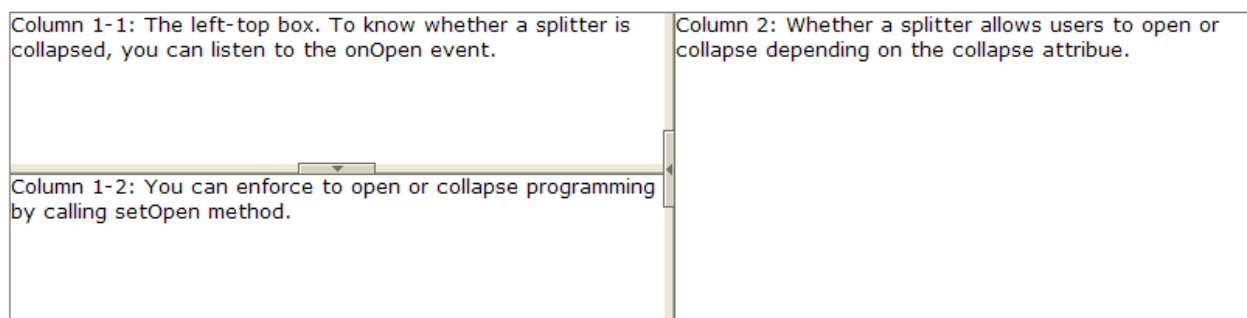 Column 1-1: The left-top box. To know whether a splitter is
collapsed, you can listen to the onOpen event.
Column 1-2: You can enforce to open or collapse programming
by calling setOpen method.
Column 2: Whether a splitter allows users to open or
collapse depending on the collapse attribue.